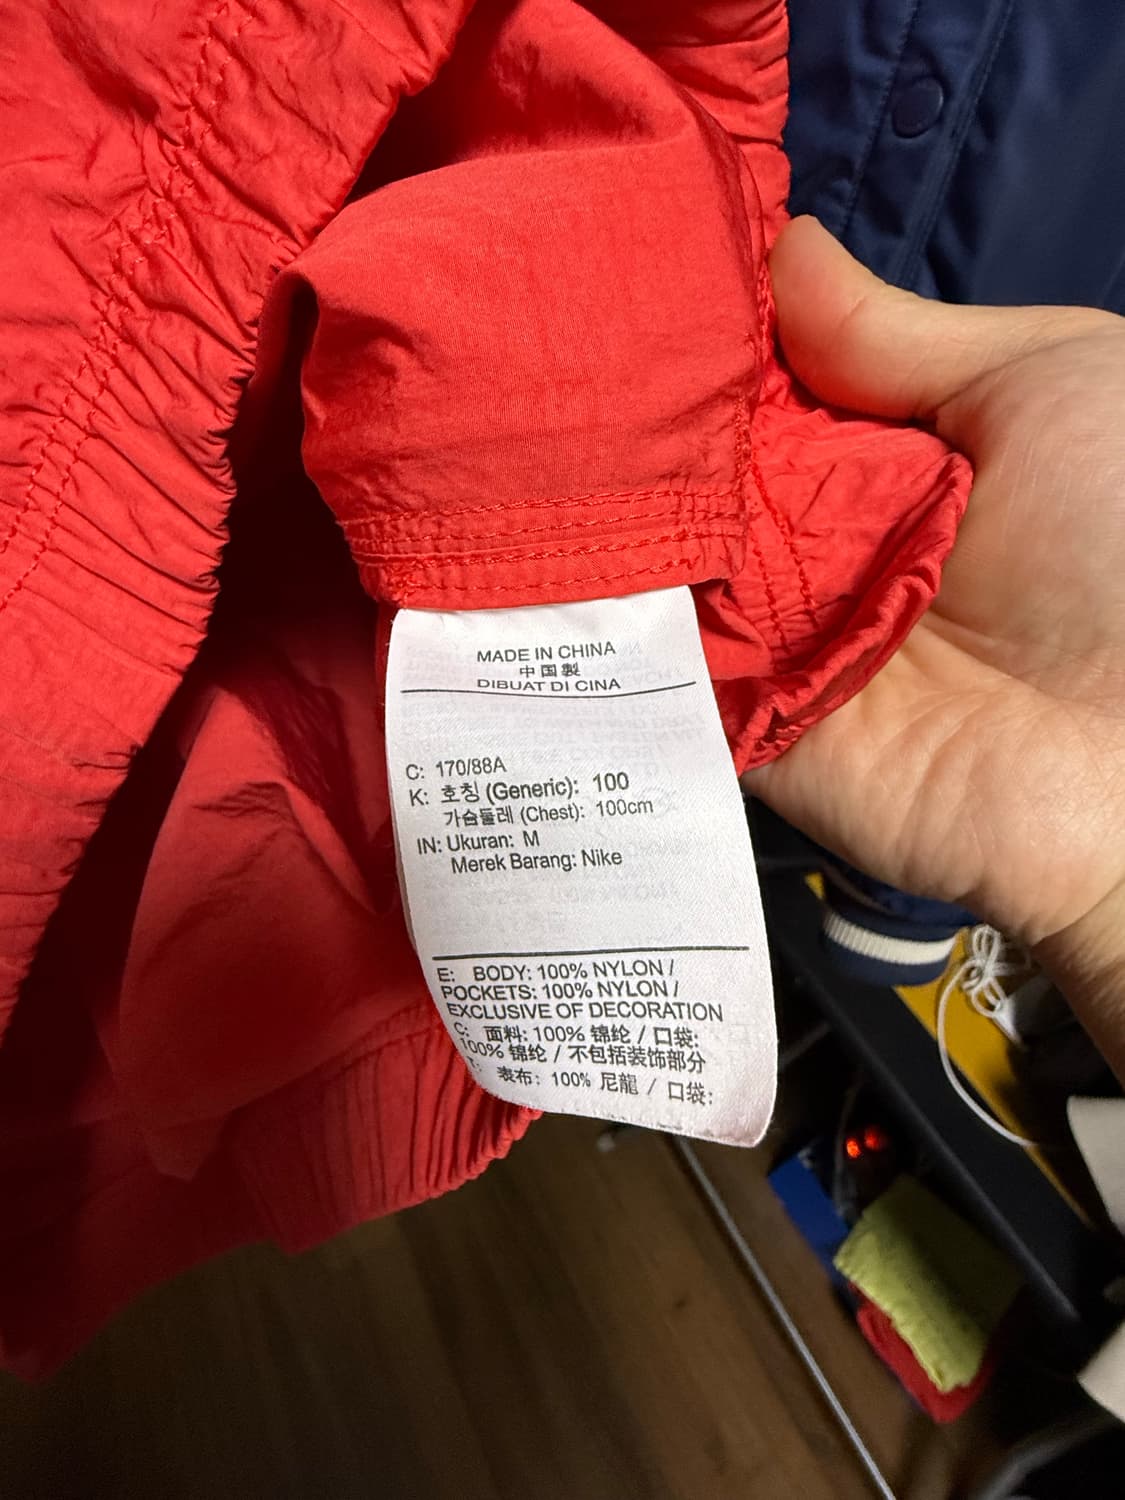 MADE IN CHINA
中国製
DIBUAT DI CINA
C: 170/88A
K: 호칭 (Generic): 100
가슴둘레 (Chest): 100cm
IN: Ukuran: M
Merek Barang: Nike
E: BODY: 100% NYLON /
POCKETS: 100% NYLON /
EXCLUSIVE OF DECORATION
C: 面料: 100% 锦纶 / 口袋:
100% 锦纶 / 不包括装饰部分
表布: 100% 尼龍 / 口袋: